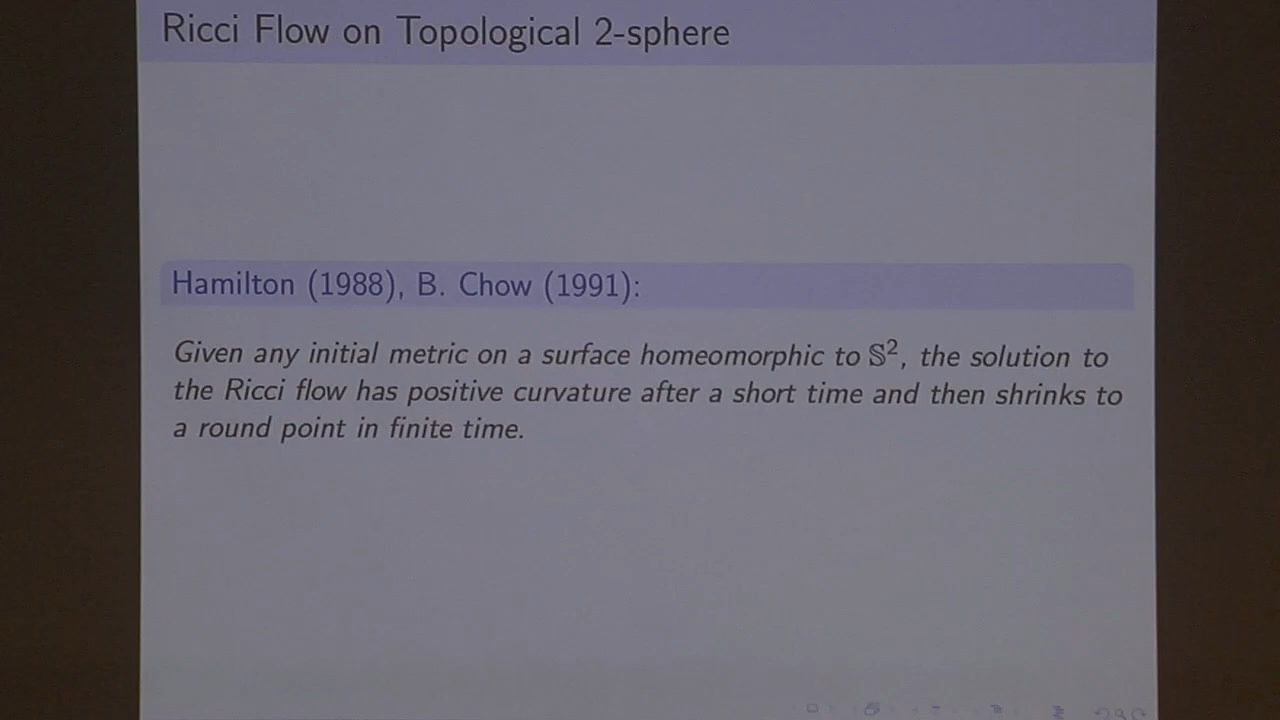 Ricci Flow on Topological 2-sphere
Hamilton (1988), B. Chow (1991):
Given any initial metric on a surface homeomorphic to 𝕊², the solution to
the Ricci flow has positive curvature after a short time and then shrinks to
a round point in finite time.